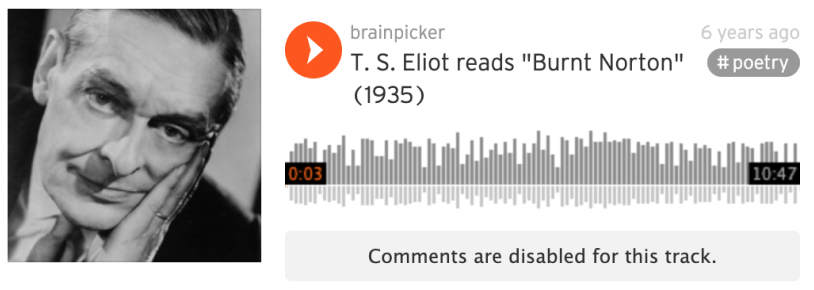 brainpicker 6 years ago
T. S. Eliot reads "Burnt Norton" # poetry
(1935)
0:03 10:47
Comments are disabled for this track.